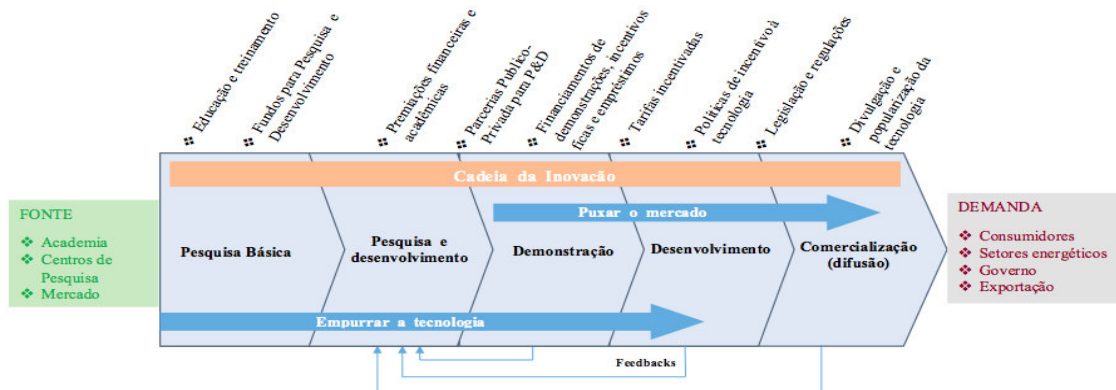 Educação e treinamento
Fundos para Pesquisa e
Desenvolvimento
Premiações financeiras e
acadêmicas
Parcerias Publico-
Privada para P&D
Financiamentos de
demonstrações, incentivos
ficas e empréstimos
Tarifas incentivadas
Políticas de incentivo à
tecnologia
Legislação e regulações
Divulgação e
popularização da
tecnologia
Cadeia da Inovação
FONTE
Academia
Centros de
Pesquisa
Mercado
Puxar o mercado
Pesquisa Básica
Pesquisa e
desenvolvimento
Demonstração
Desenvolvimento
Comercialização
(difusão)
DEMANDA
Consumidores
Setores energéticos
Governo
Exportação
Empurrar a tecnologia
Feedbacks